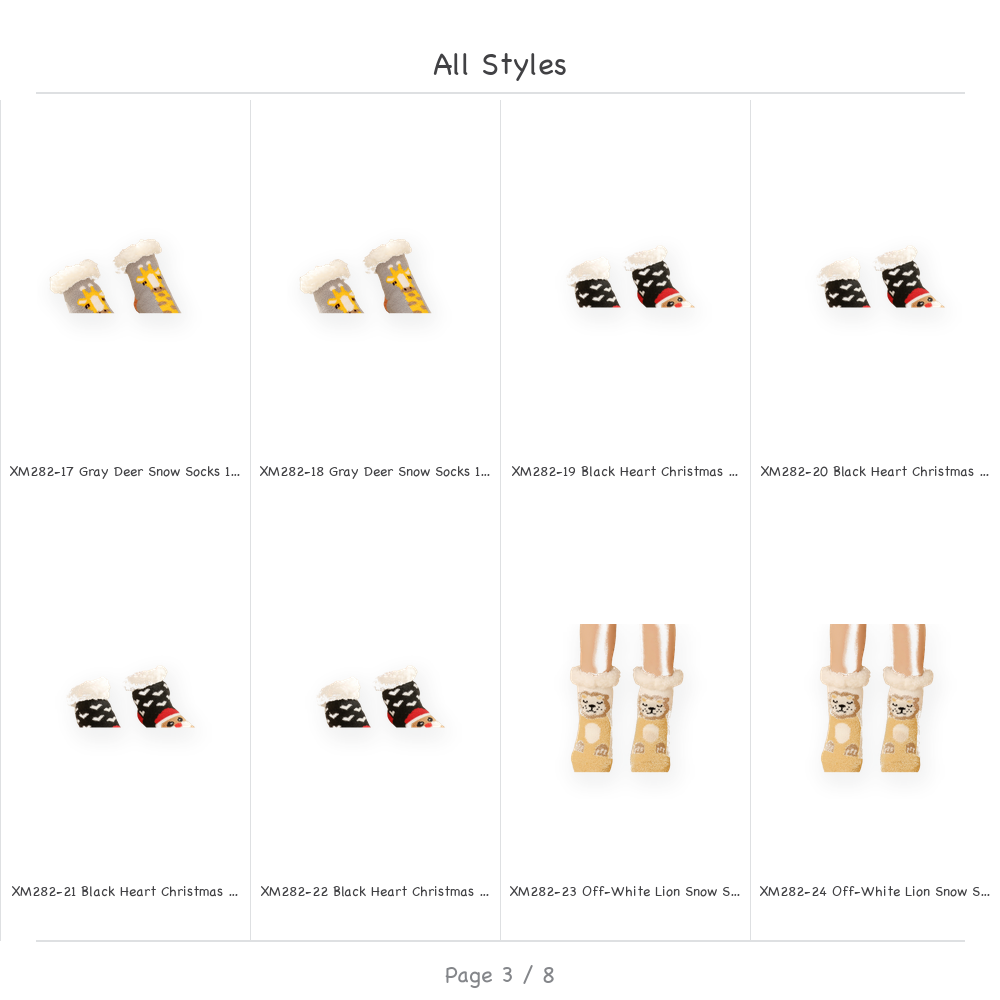 All Styles
XM282-17 Gray Deer Snow Socks 1...
XM282-18 Gray Deer Snow Socks 1...
XM282-19 Black Heart Christmas ...
XM282-20 Black Heart Christmas ...
XM282-21 Black Heart Christmas ...
XM282-22 Black Heart Christmas ...
XM282-23 Off-White Lion Snow S...
XM282-24 Off-White Lion Snow S...
Page 3 / 8